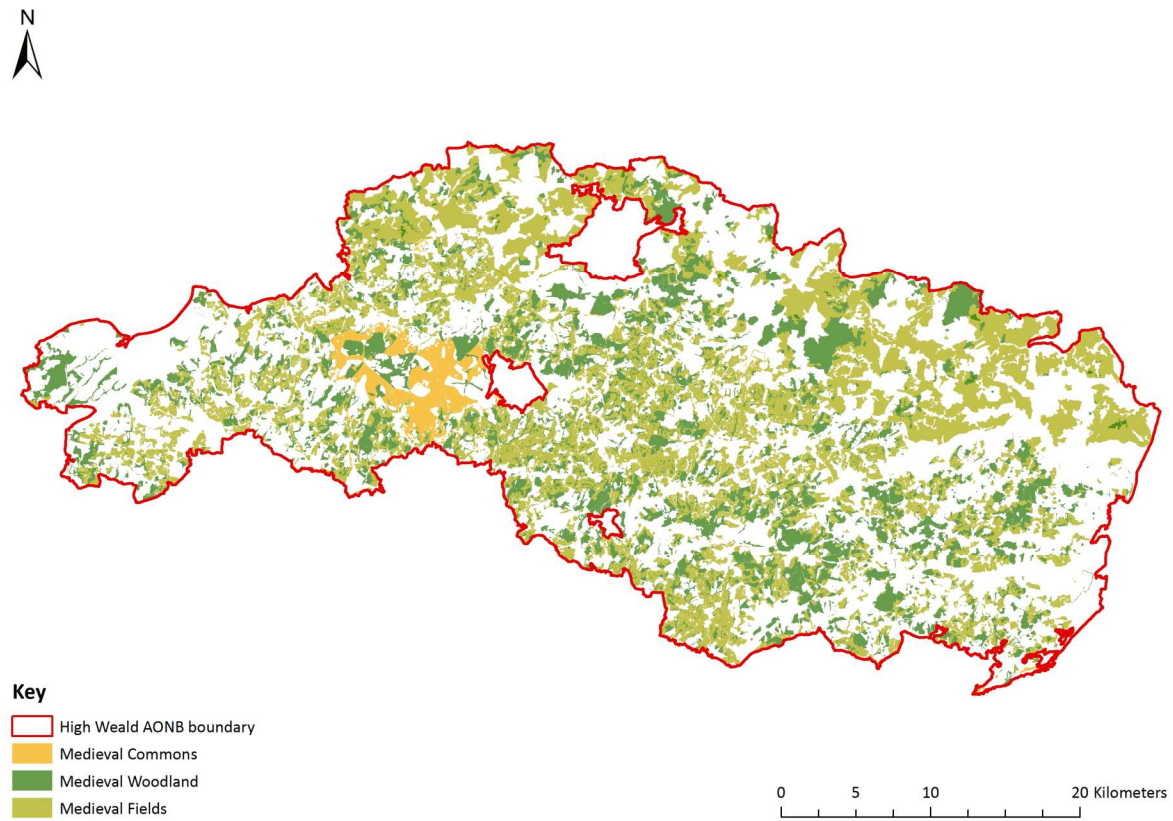 N
Key
High Weald AONB boundary
Medieval Commons
Medieval Woodland
Medieval Fields
0 5 10 20 Kilometers